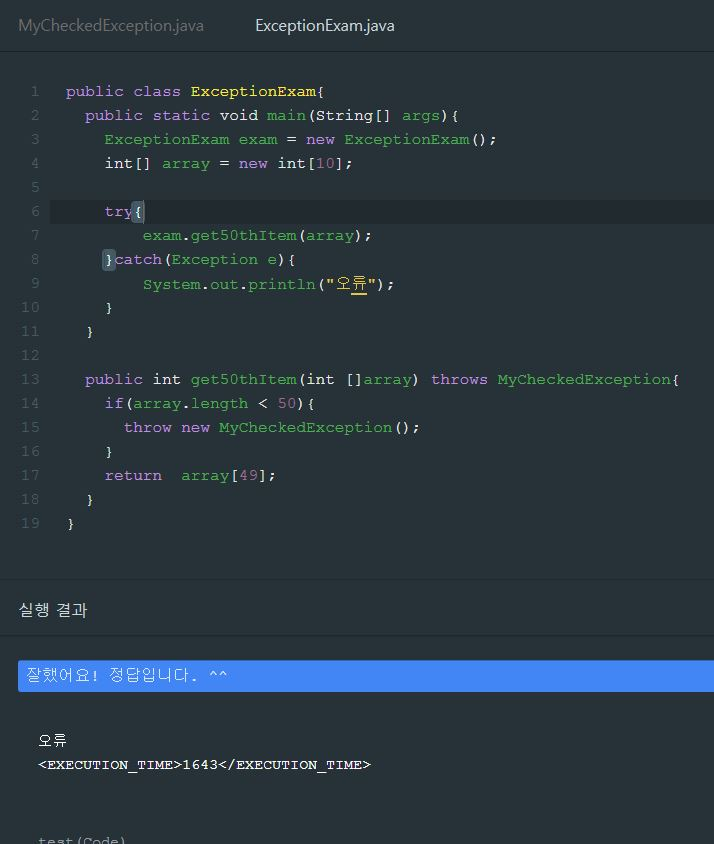 MyCheckedException.java ExceptionExam.java
1 public class ExceptionExam{
2 public static void main(String[] args){
3 ExceptionExam exam = new ExceptionExam();
4 int[] array = new int[10];
5
6 try{
7 exam.get50thItem(array);
8 }catch(Exception e){
9 System.out.println("오류");
10 }
11 }
12
13 public int get50thItem(int []array) throws MyCheckedException{
14 if(array.length < 50){
15 throw new MyCheckedException();
16 }
17 return  array[49];
18 }
19 }
실행 결과
잘했어요! 정답입니다. ^^
오류
<EXECUTION_TIME>1643</EXECUTION_TIME>
test(Code)